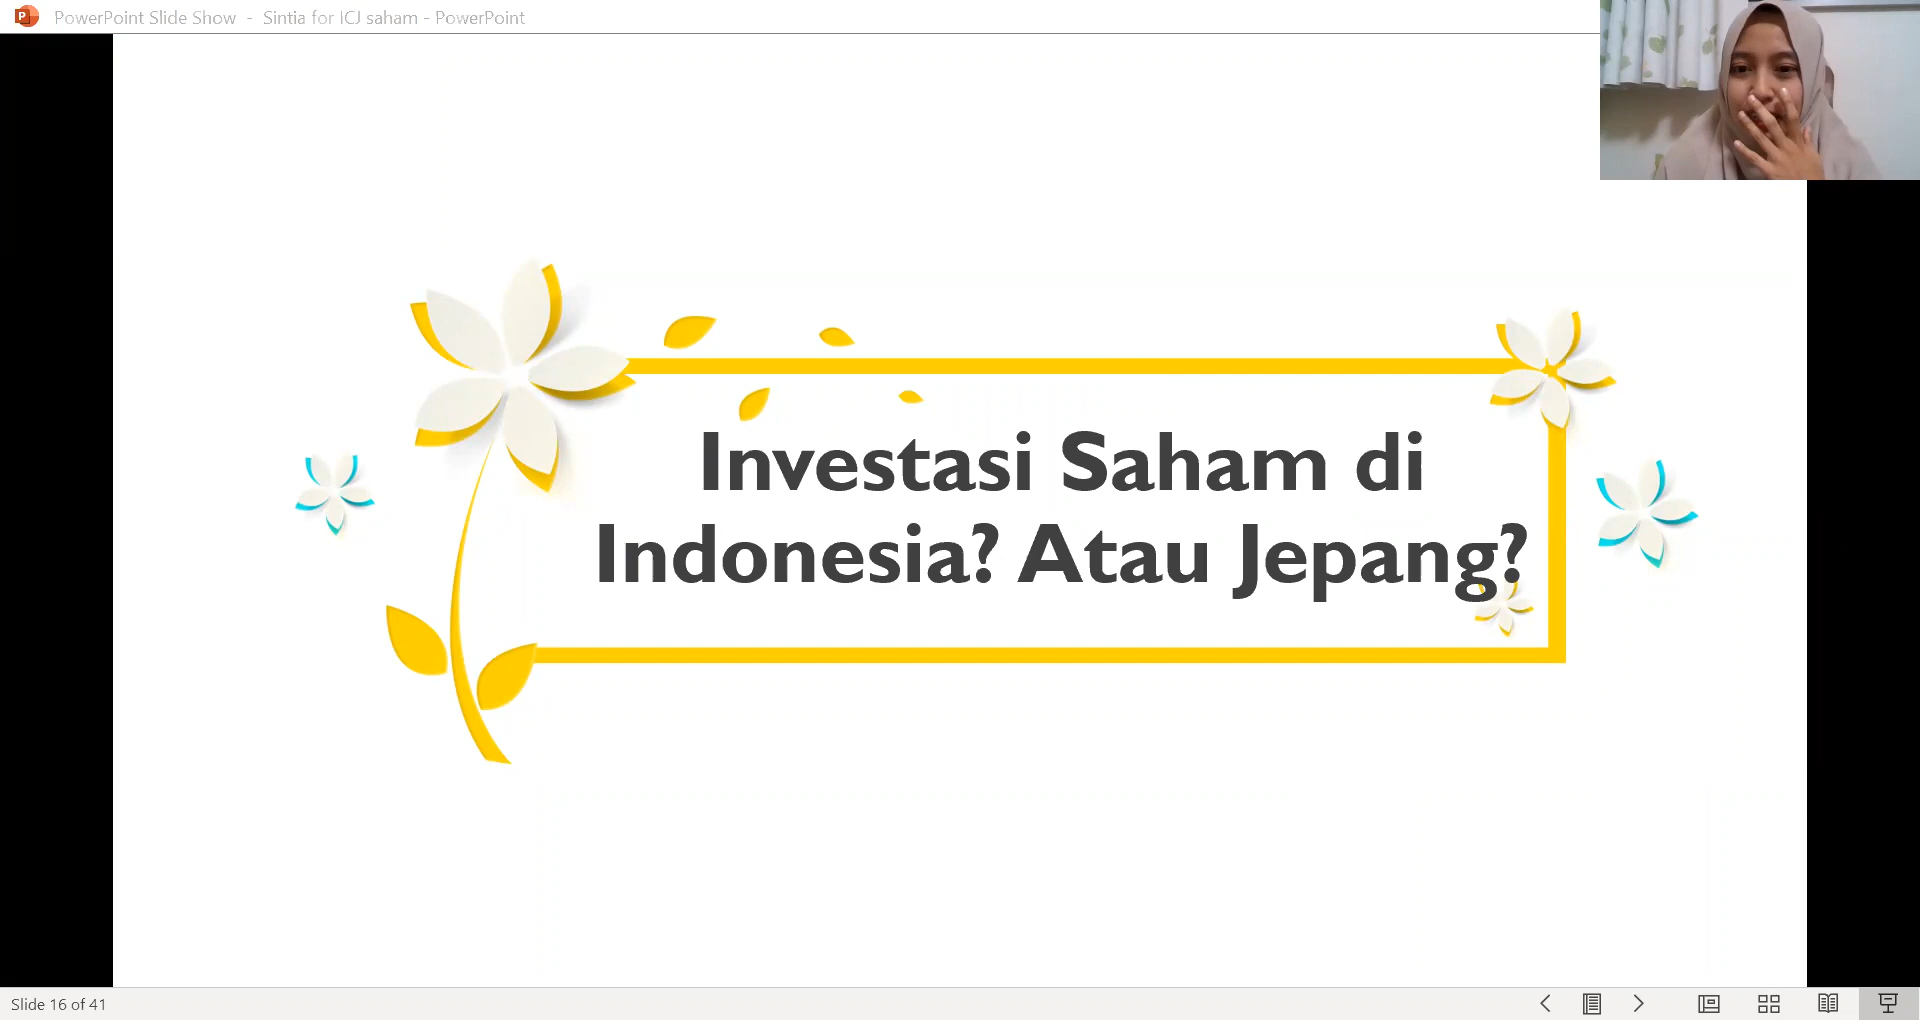 PowerPoint Slide Show - Sintia for ICJ saham - PowerPoint
Investasi Saham di
Indonesia? Atau Jepang?
Slide 16 of 41